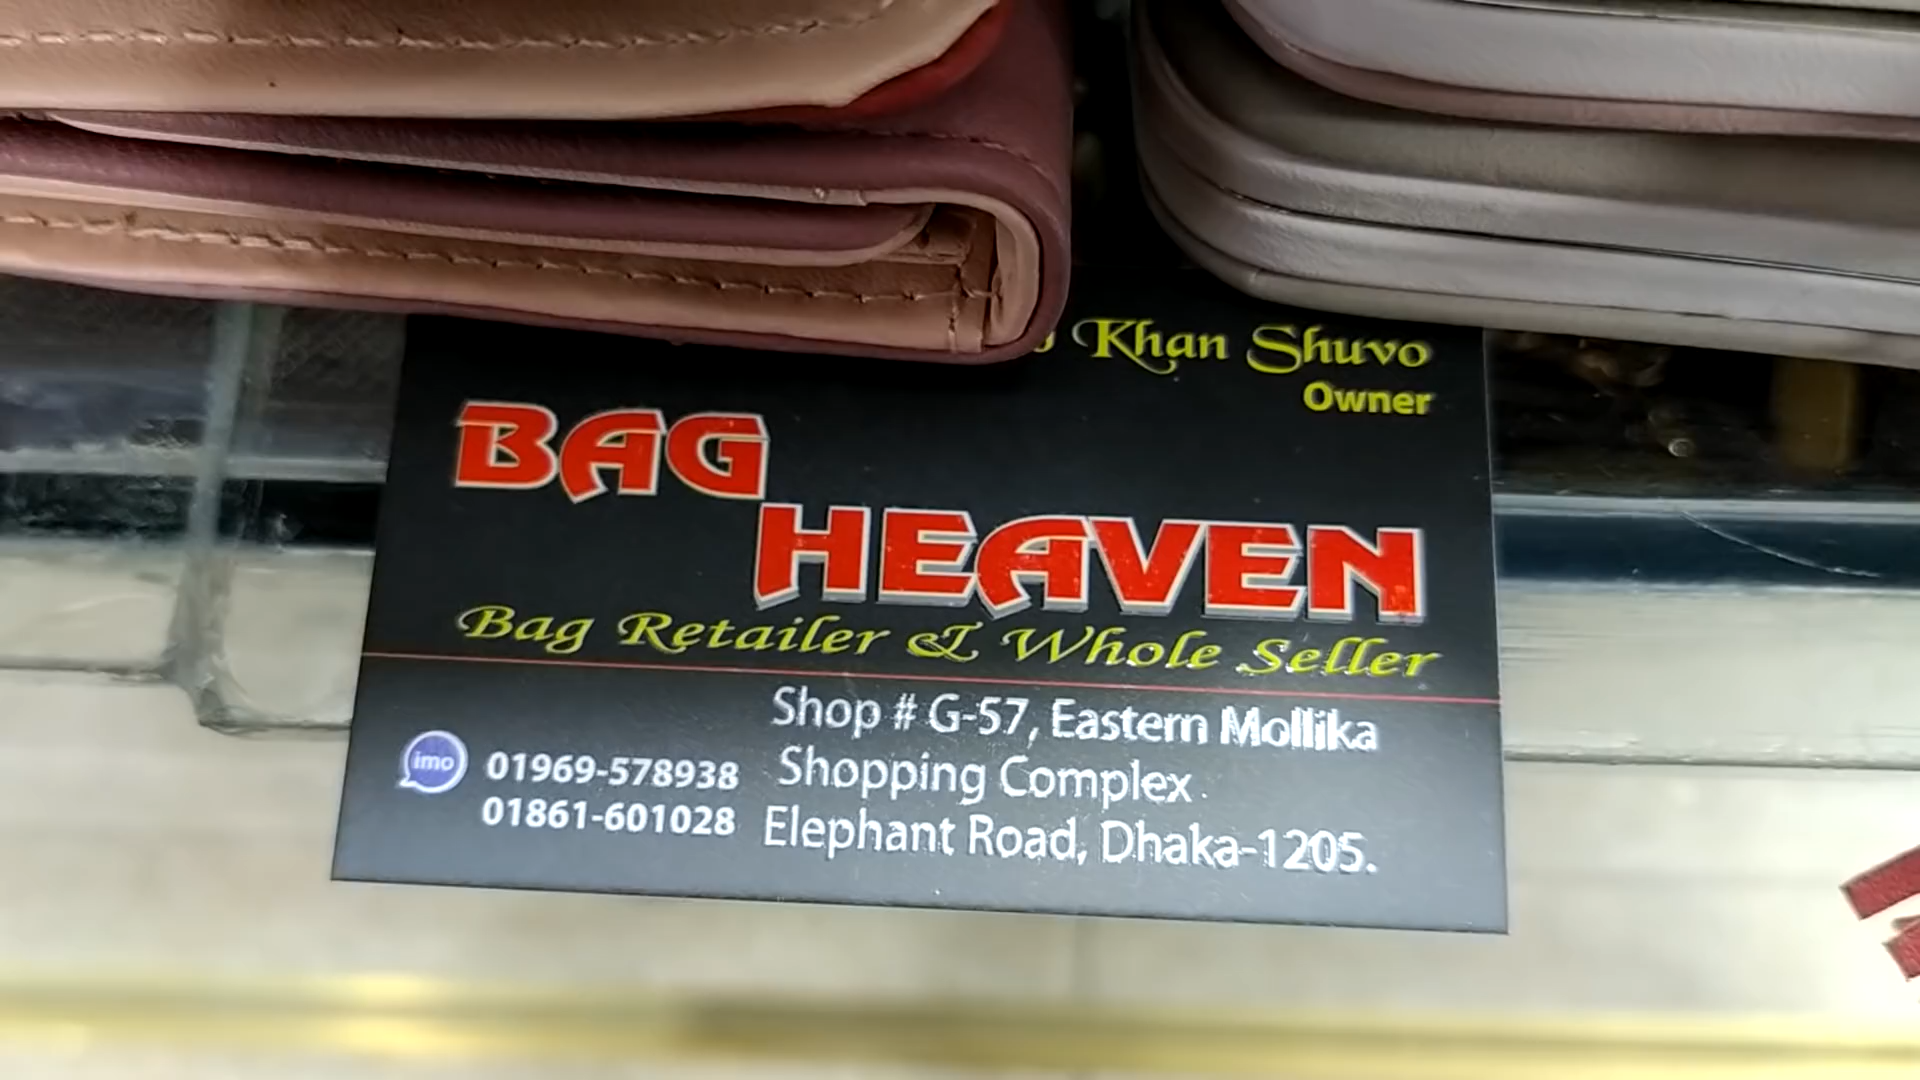 Khan Shuvo
Owner
BAG
HEAVEN
Bag Retailer & Whole Seller
Shop # G-57, Eastern Mollika
Shopping Complex.
Elephant Road, Dhaka-1205.
imo
01969-578938
01861-601028